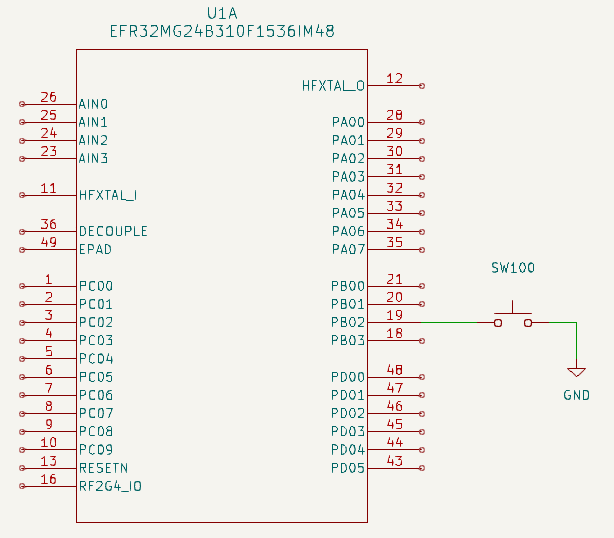 U1A
EFR32MG24B310F1536IM48
12 HFXTAL_O
26 AIN0
25 AIN1
24 AIN2
23 AIN3
28 PA00
29 PA01
30 PA02
31 PA03
32 PA04
33 PA05
34 PA06
35 PA07
11 HFXTAL_I
36 DECOUPLE
49 EPAD
SW100
1 PC00
2 PC01
3 PC02
4 PC03
5 PC04
6 PC05
7 PC06
8 PC07
9 PC08
10 PC09
13 RESETN
16 RF2G4_IO
21 PB00
20 PB01
19 PB02
18 PB03
48 PD00
47 PD01
46 PD02
45 PD03
44 PD04
43 PD05
GND